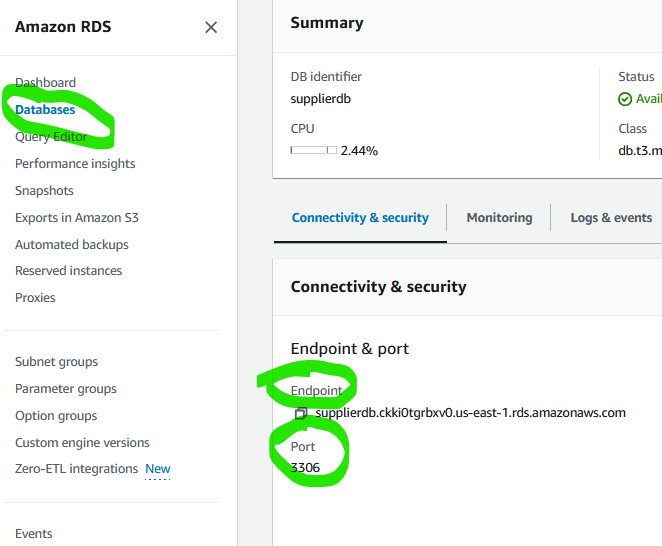 Amazon RDS
Dashboard
Databases
Query Editor
Performance insights
Snapshots
Exports in Amazon S3
Automated backups
Reserved instances
Proxies
Subnet groups
Parameter groups
Option groups
Custom engine versions
Zero-ETL integrations New
Events
Summary
DB identifier
supplierdb
CPU
2.44%
Status
Avail
Class
db.t3.m
Connectivity & security Monitoring Logs & events
Connectivity & security
Endpoint & port
Endpoint
supplierdb.ckki0tgrbxv0.us-east-1.rds.amazonaws.com
Port
3306